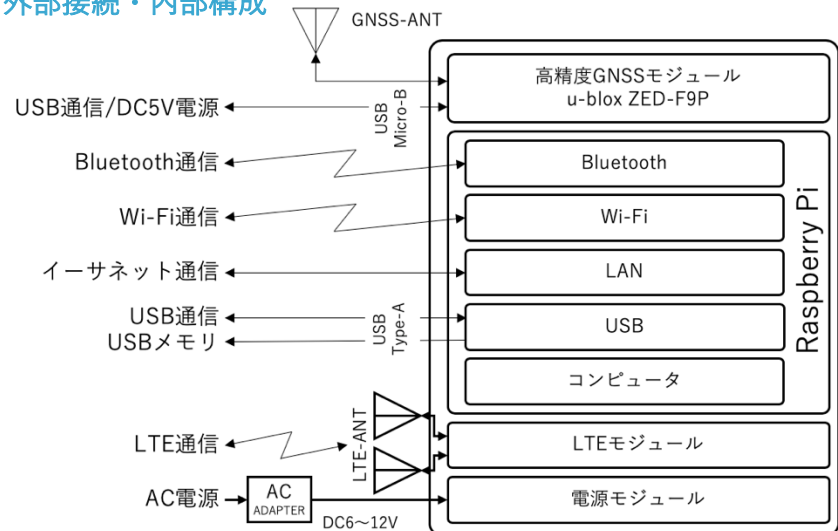 外部接続・内部構成
GNSS-ANT
高精度GNSSモジュール
u-blox ZED-F9P
USB通信/DC5V電源
USB
Micro-B
Bluetooth通信
Bluetooth
Wi-Fi通信
Wi-Fi
イーサネット通信
LAN
USB通信
USBメモリ
USB
Type-A
USB
コンピュータ
Raspberry Pi
LTE通信
LTE-ANT
LTEモジュール
AC電源
AC
ADAPTER
DC6～12V
電源モジュール